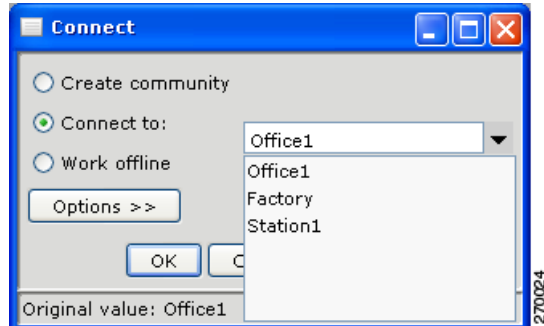 Connect
Create community
Connect to:
Office1
Work offline
Office1
Factory
Station1
Options >>
OK
Original value: Office1
270024